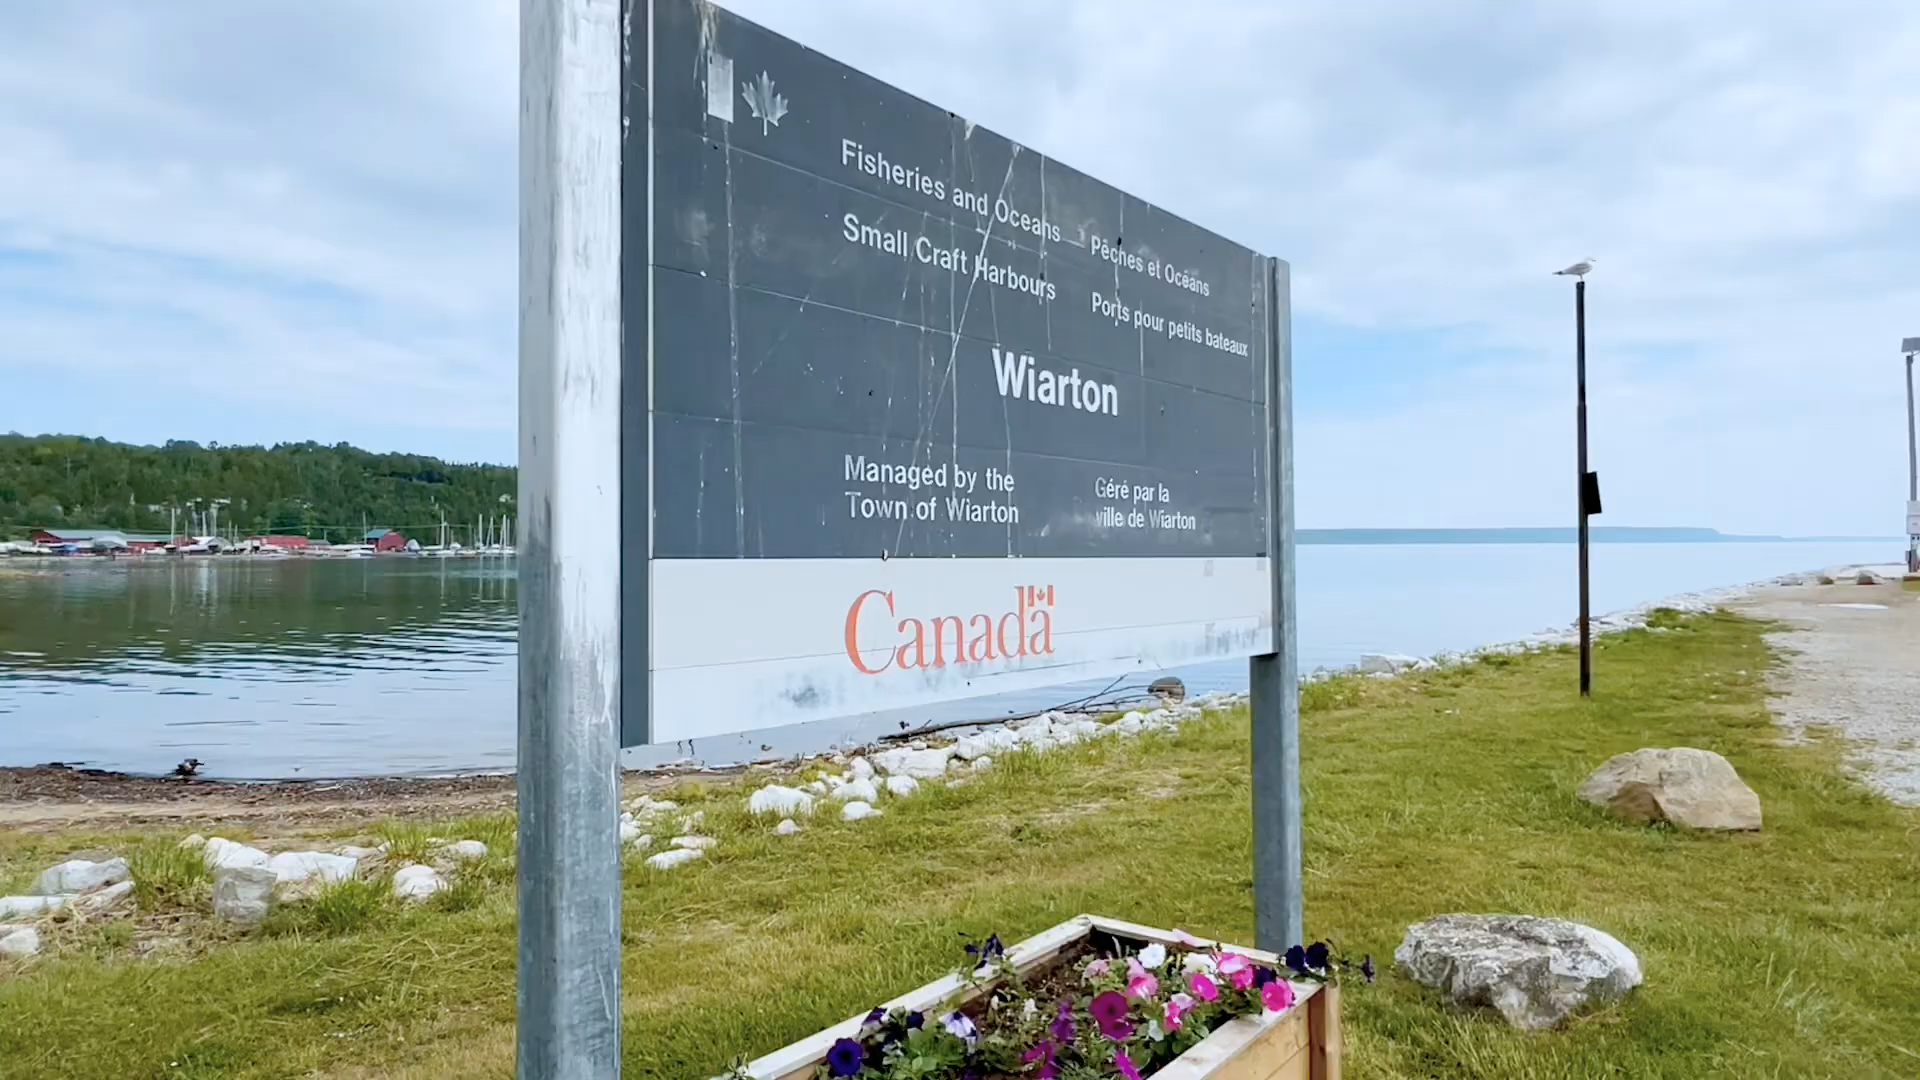 Fisheries and Oceans
Small Craft Harbours
Pêches et Océans
Ports pour petits bateaux
Wiarton
Managed by the
Town of Wiarton
Géré par la
ville de Wiarton
Canada